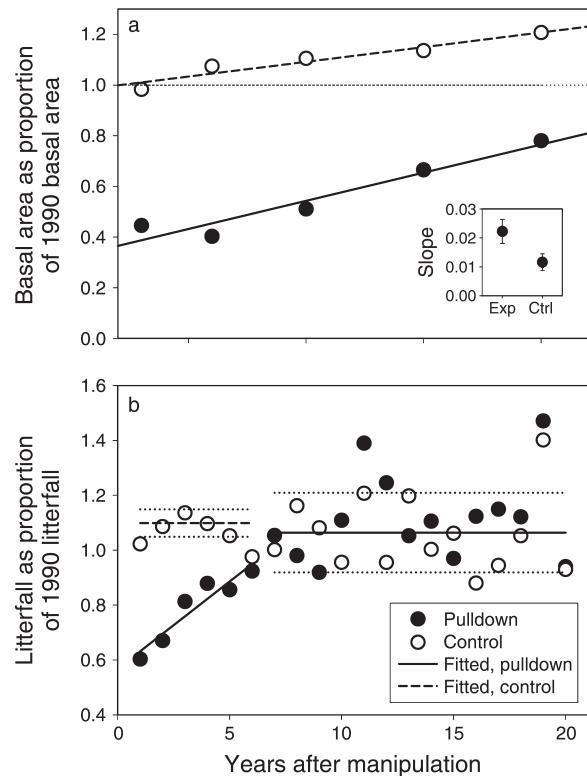 a
Basal area as proportion
of 1990 basal area
1.2
1.0
0.8
0.6
0.4
0.2
0.0
Slope
0.03
0.02
0.01
0.00
Exp Ctrl
b
Litterfall as proportion
of 1990 litterfall
1.6
1.4
1.2
1.0
0.8
0.6
0.4
Pulldown
Control
Fitted, pulldown
Fitted, control
0 5 10 15 20
Years after manipulation